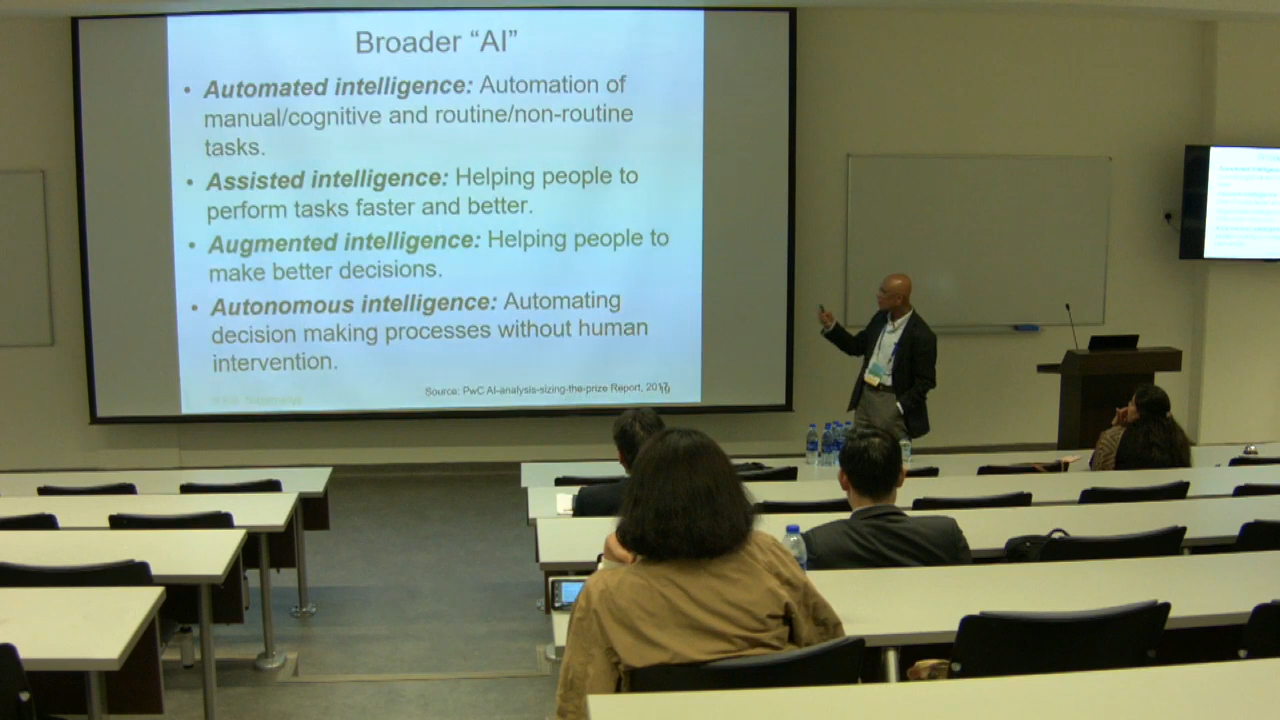 Broader “AI”
• Automated intelligence: Automation of
manual/cognitive and routine/non-routine
tasks.
• Assisted intelligence: Helping people to
perform tasks faster and better.
• Augmented intelligence: Helping people to
make better decisions.
• Autonomous intelligence: Automating
decision making processes without human
intervention.
Source: PwC AI-analysis-sizing-the-prize Report, 2017